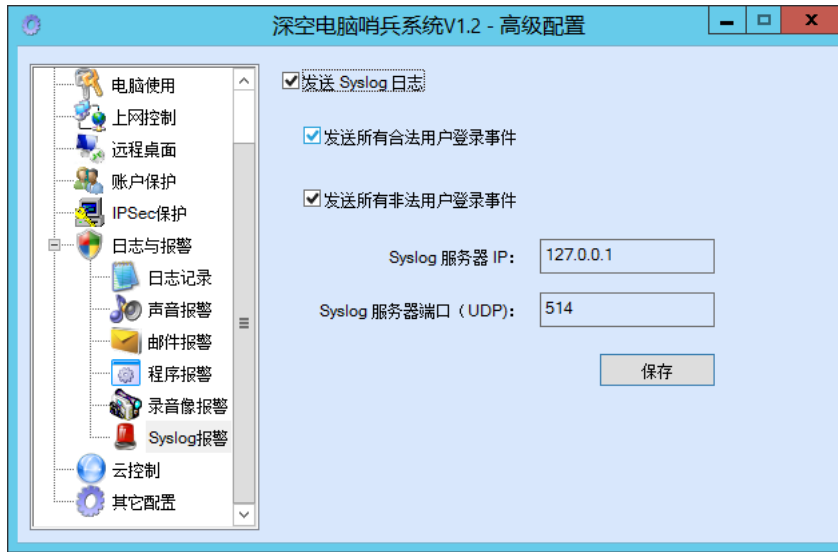 深空电脑哨兵系统V1.2 - 高级配置
电脑使用
上网控制
远程桌面
账户保护
IPSec保护
日志与报警
日志记录
声音报警
邮件报警
程序报警
录音像报警
Syslog报警
云控制
其它配置
发送 Syslog 日志
发送所有合法用户登录事件
发送所有非法用户登录事件
Syslog 服务器 IP： 127.0.0.1
Syslog 服务器端口（UDP)： 514
保存